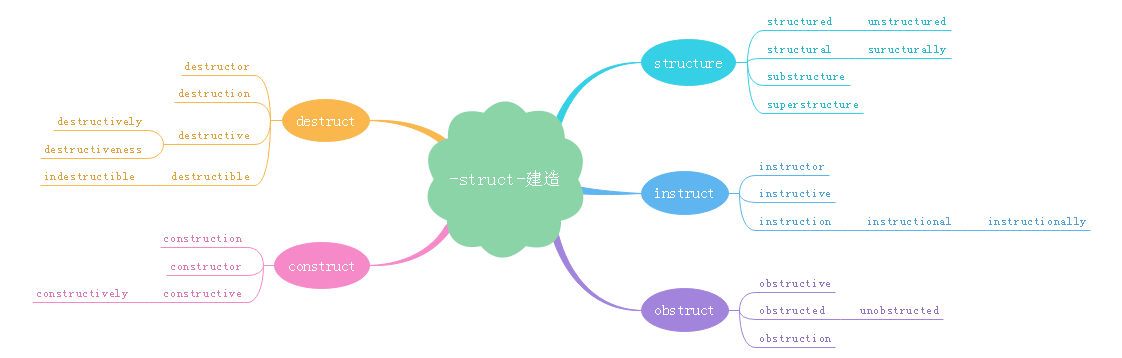 -struct-建造
structure
structured
unstructured
structural
suructurally
substructure
superstructure
instruct
instructor
instructive
instruction
instructional
instructionally
obstruct
obstructive
obstructed
unobstructed
obstruction
destruct
destructor
destruction
destructive
destructively
destructiveness
destructible
indestructible
construct
construction
constructor
constructive
constructively